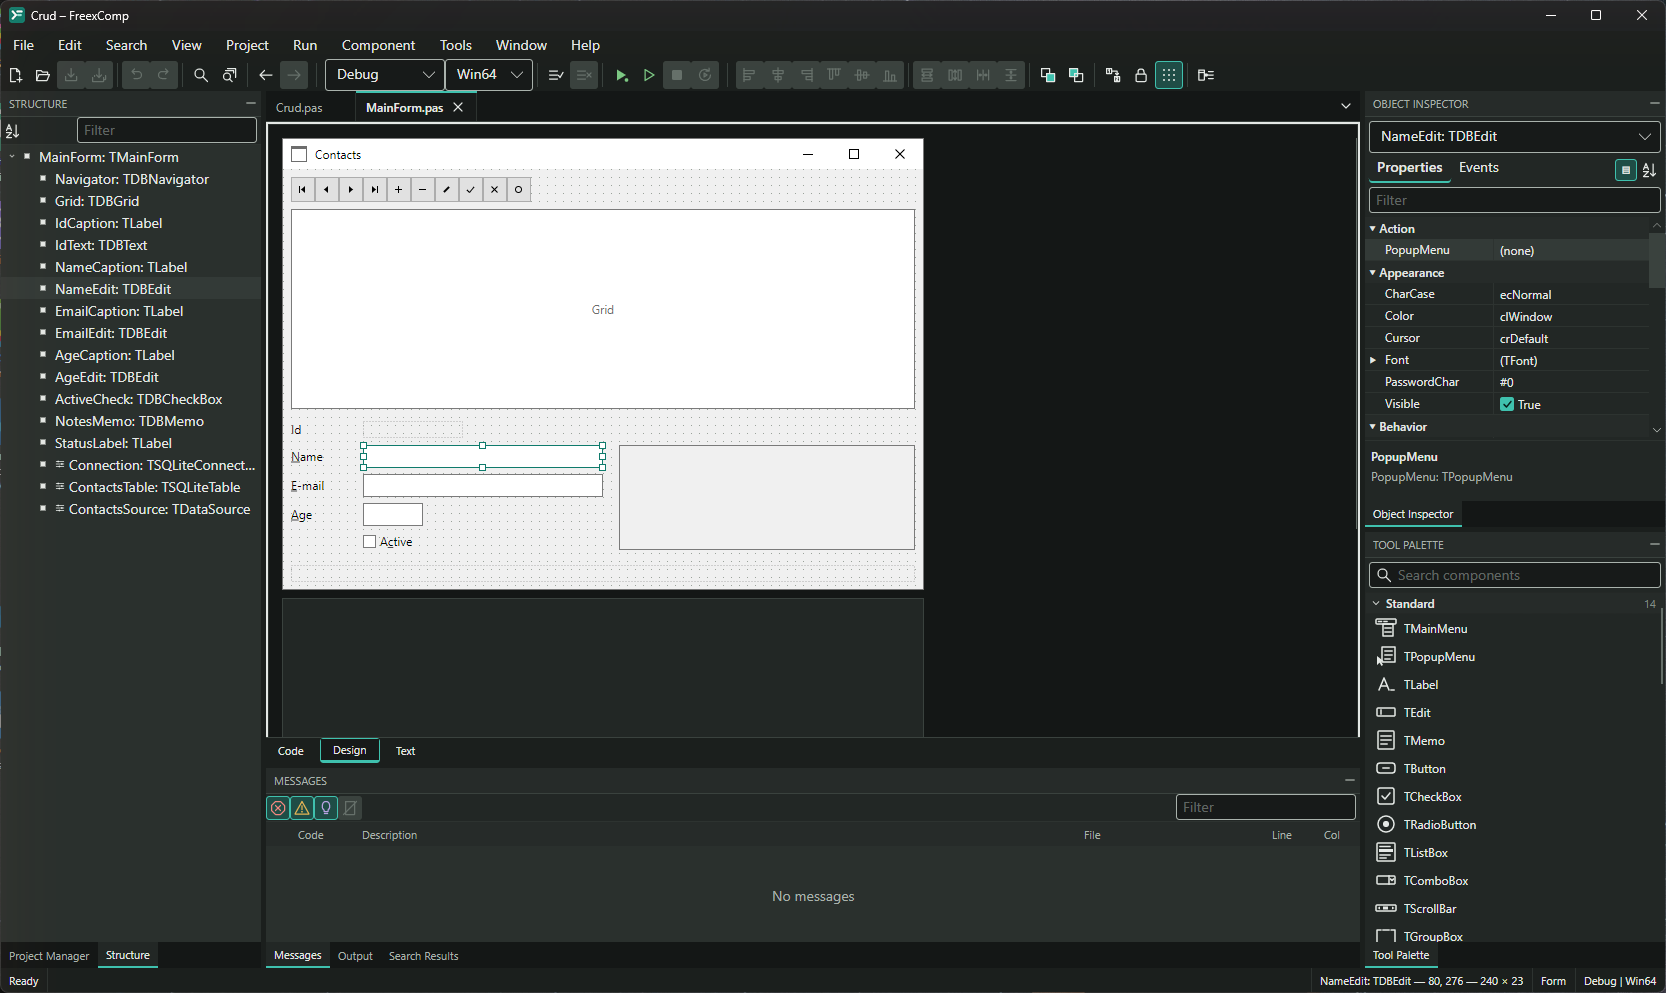 Crud – FreexComp
File Edit Search View Project Run Component Tools Window Help
Debug Win64
STRUCTURE
Filter
MainForm: TMainForm
Navigator: TDBNavigator
Grid: TDBGrid
IdCaption: TLabel
IdText: TDBText
NameCaption: TLabel
NameEdit: TDBEdit
EmailCaption: TLabel
EmailEdit: TDBEdit
AgeCaption: TLabel
AgeEdit: TDBEdit
ActiveCheck: TDBCheckBox
NotesMemo: TDBMemo
StatusLabel: TLabel
Connection: TSQLiteConnect...
ContactsTable: TSQLiteTable
ContactsSource: TDataSource
Project Manager Structure
Crud.pas MainForm.pas
Contacts
Grid
Id
Name
E-mail
Age
Active
Code Design Text
MESSAGES
Filter
Code Description File Line Col
No messages
Messages Output Search Results
OBJECT INSPECTOR
NameEdit: TDBEdit
Properties Events
Filter
Action
PopupMenu (none)
Appearance
CharCase ecNormal
Color clWindow
Cursor crDefault
Font (TFont)
PasswordChar #0
Visible True
Behavior
PopupMenu
PopupMenu: TPopupMenu
Object Inspector
TOOL PALETTE
Search components
Standard 14
TMainMenu
TPopupMenu
TLabel
TEdit
TMemo
TButton
TCheckBox
TRadioButton
TListBox
TComboBox
TScrollBar
TGroupBox
Tool Palette
Ready
NameEdit: TDBEdit — 80, 276 — 240 × 23 Form Debug | Win64